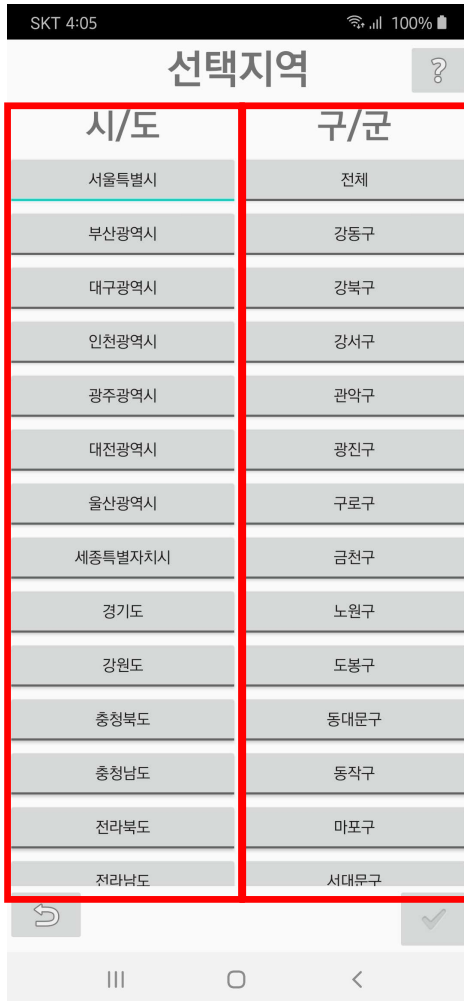 SKT 4:05 100%
선택지역 ?
시/도 구/군
서울특별시 전체
부산광역시 강동구
대구광역시 강북구
인천광역시 강서구
광주광역시 관악구
대전광역시 광진구
울산광역시 구로구
세종특별자치시 금천구
경기도 노원구
강원도 도봉구
충청북도 동대문구
충청남도 동작구
전라북도 마포구
전라남도 서대문구